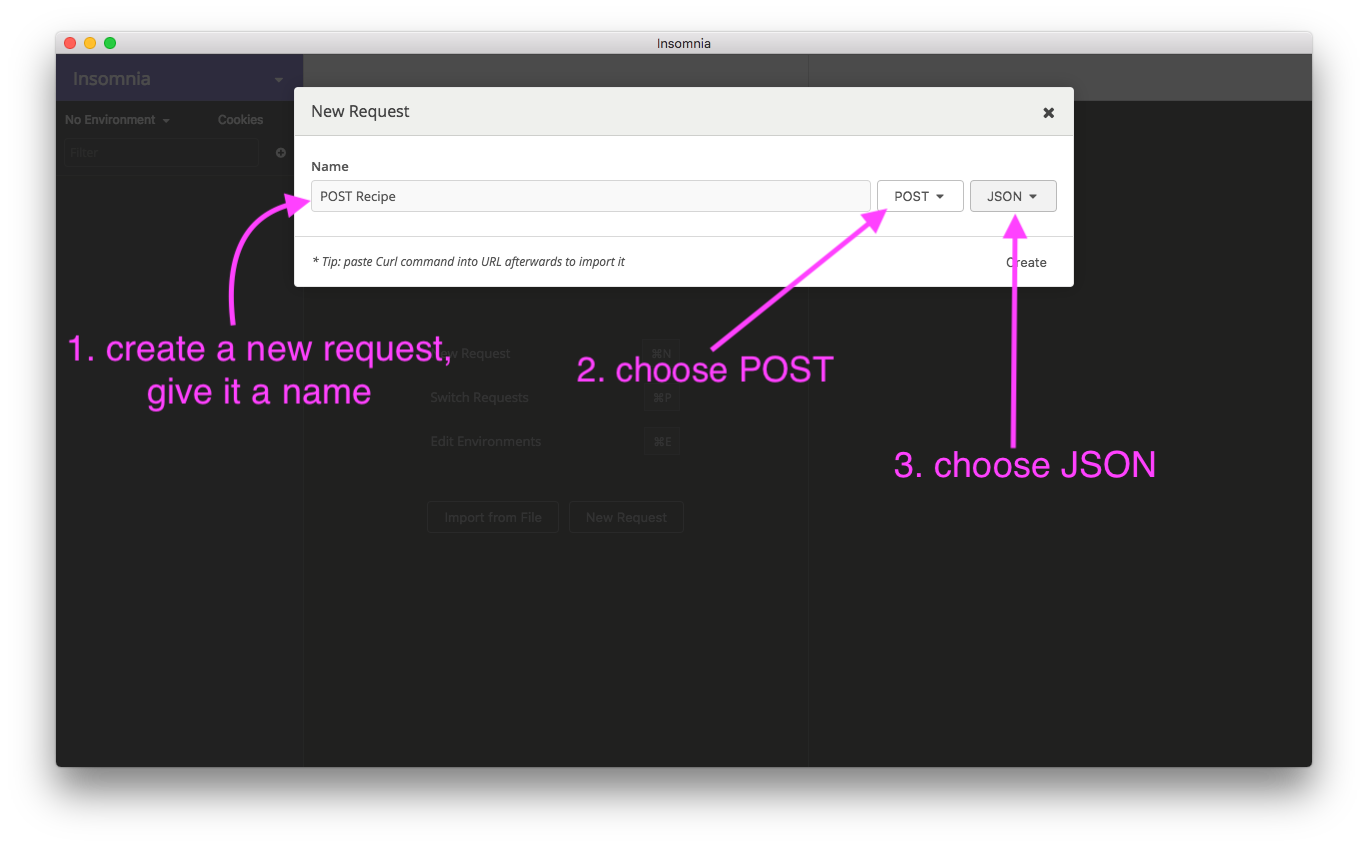 Insomnia
Insomnia
No Environment
Cookies
Filter
New Request
Name
POST Recipe
POST
JSON
* Tip: paste Curl command into URL afterwards to import it
Create
1. create a new request,
give it a name
2. choose POST
3. choose JSON
New Request ⌘N
Switch Requests ⌘P
Edit Environments ⌘E
Import from File
New Request